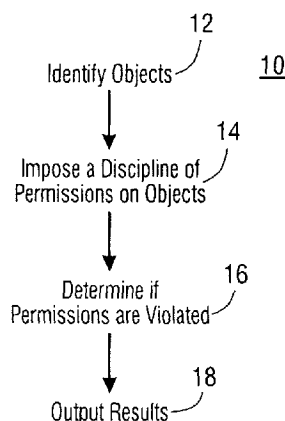 12
Identify Objects
10
14
Impose a Discipline of
Permissions on Objects
Determine if
16
Permissions are Violated
18
Output Results